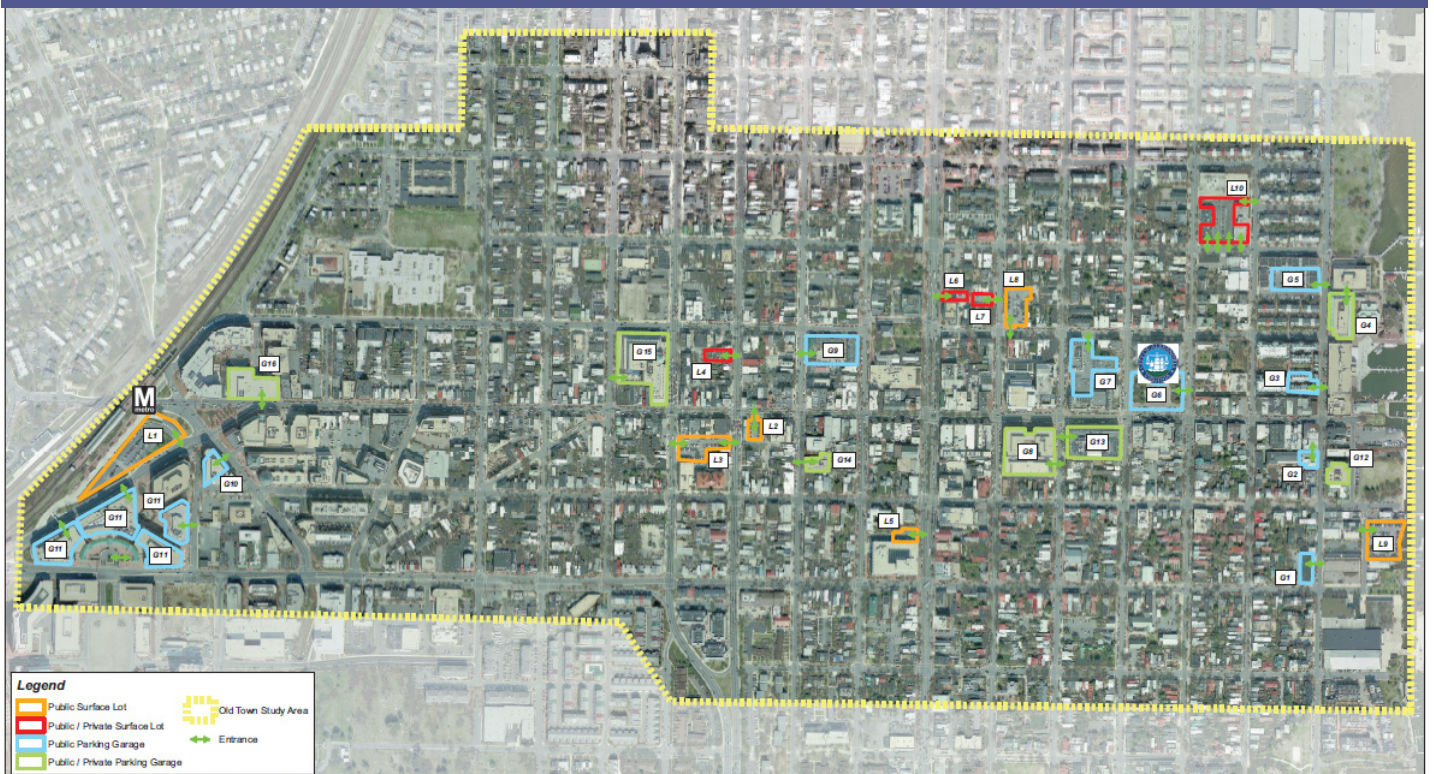 L10
L6
L8
G5
L7
G4
G15
G9
G16
L4
G7
G3
M
metro
G6
L1
L2
G13
L3
G8
G14
G12
G10
G2
G11
G11
L5
L9
G11
G11
G1
Legend
Public Surface Lot
Old Town Study Area
Public / Private Surface Lot
Entrance
Public Parking Garage
Public / Private Parking Garage